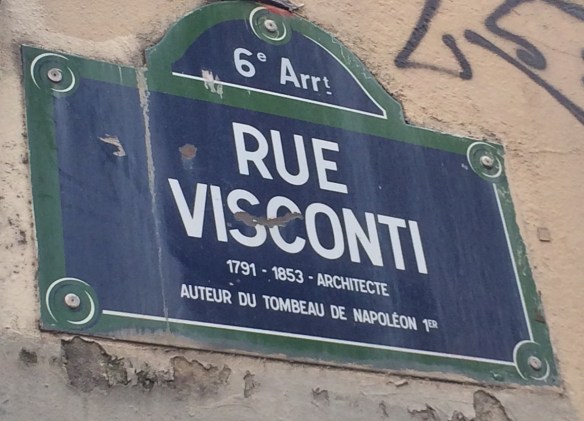 6e Arrt
RUE
VISCONTI
1791 - 1853 - ARCHITECTE
AUTEUR DU TOMBEAU DE NAPOLÉON 1ER